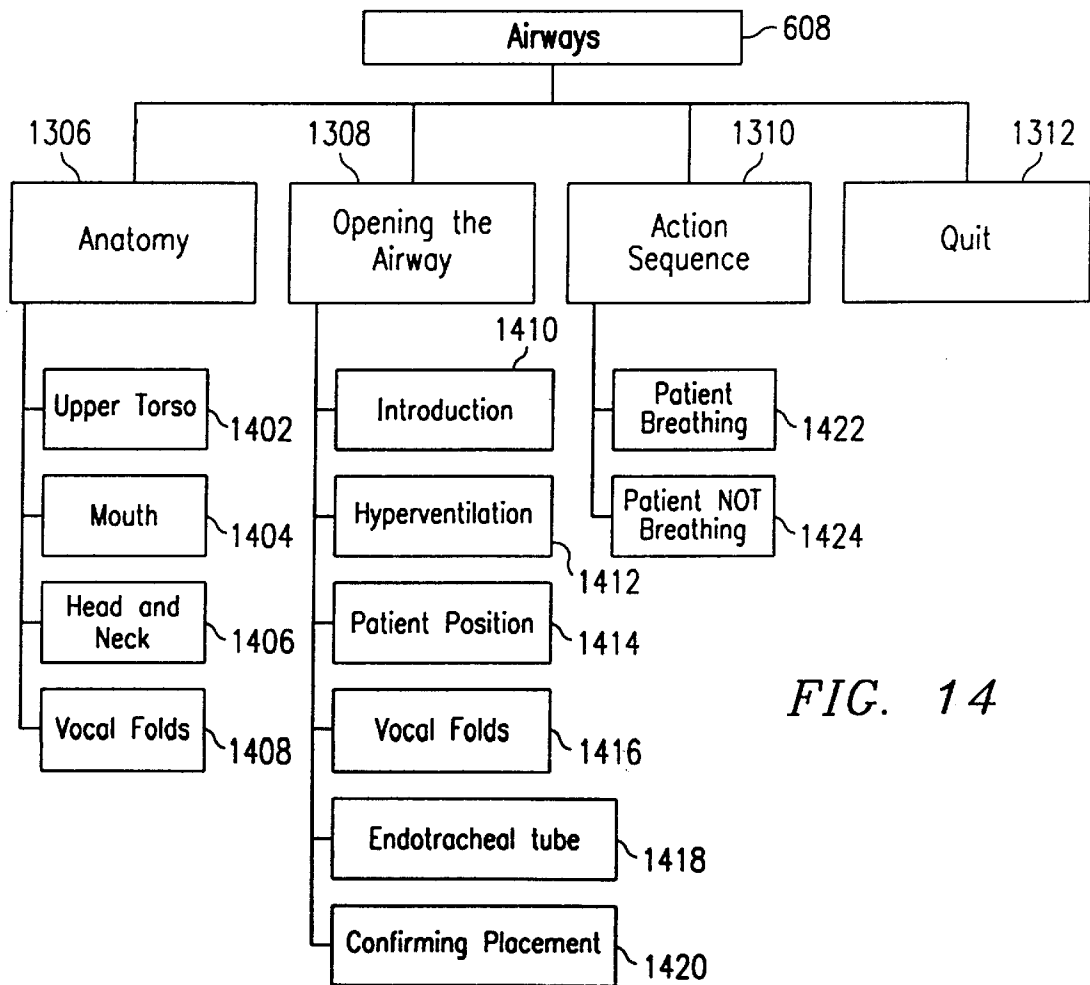 Airways
608
1306
1308
1310
1312
Anatomy
Opening the
Airway
Action
Sequence
Quit
Upper Torso
1402
Mouth
1404
Head and
Neck
1406
Vocal Folds
1408
1410
Introduction
Hyperventilation
1412
Patient Position
1414
Vocal Folds
1416
Endotracheal tube
1418
Confirming Placement
1420
Patient
Breathing
1422
Patient NOT
Breathing
1424
FIG. 14